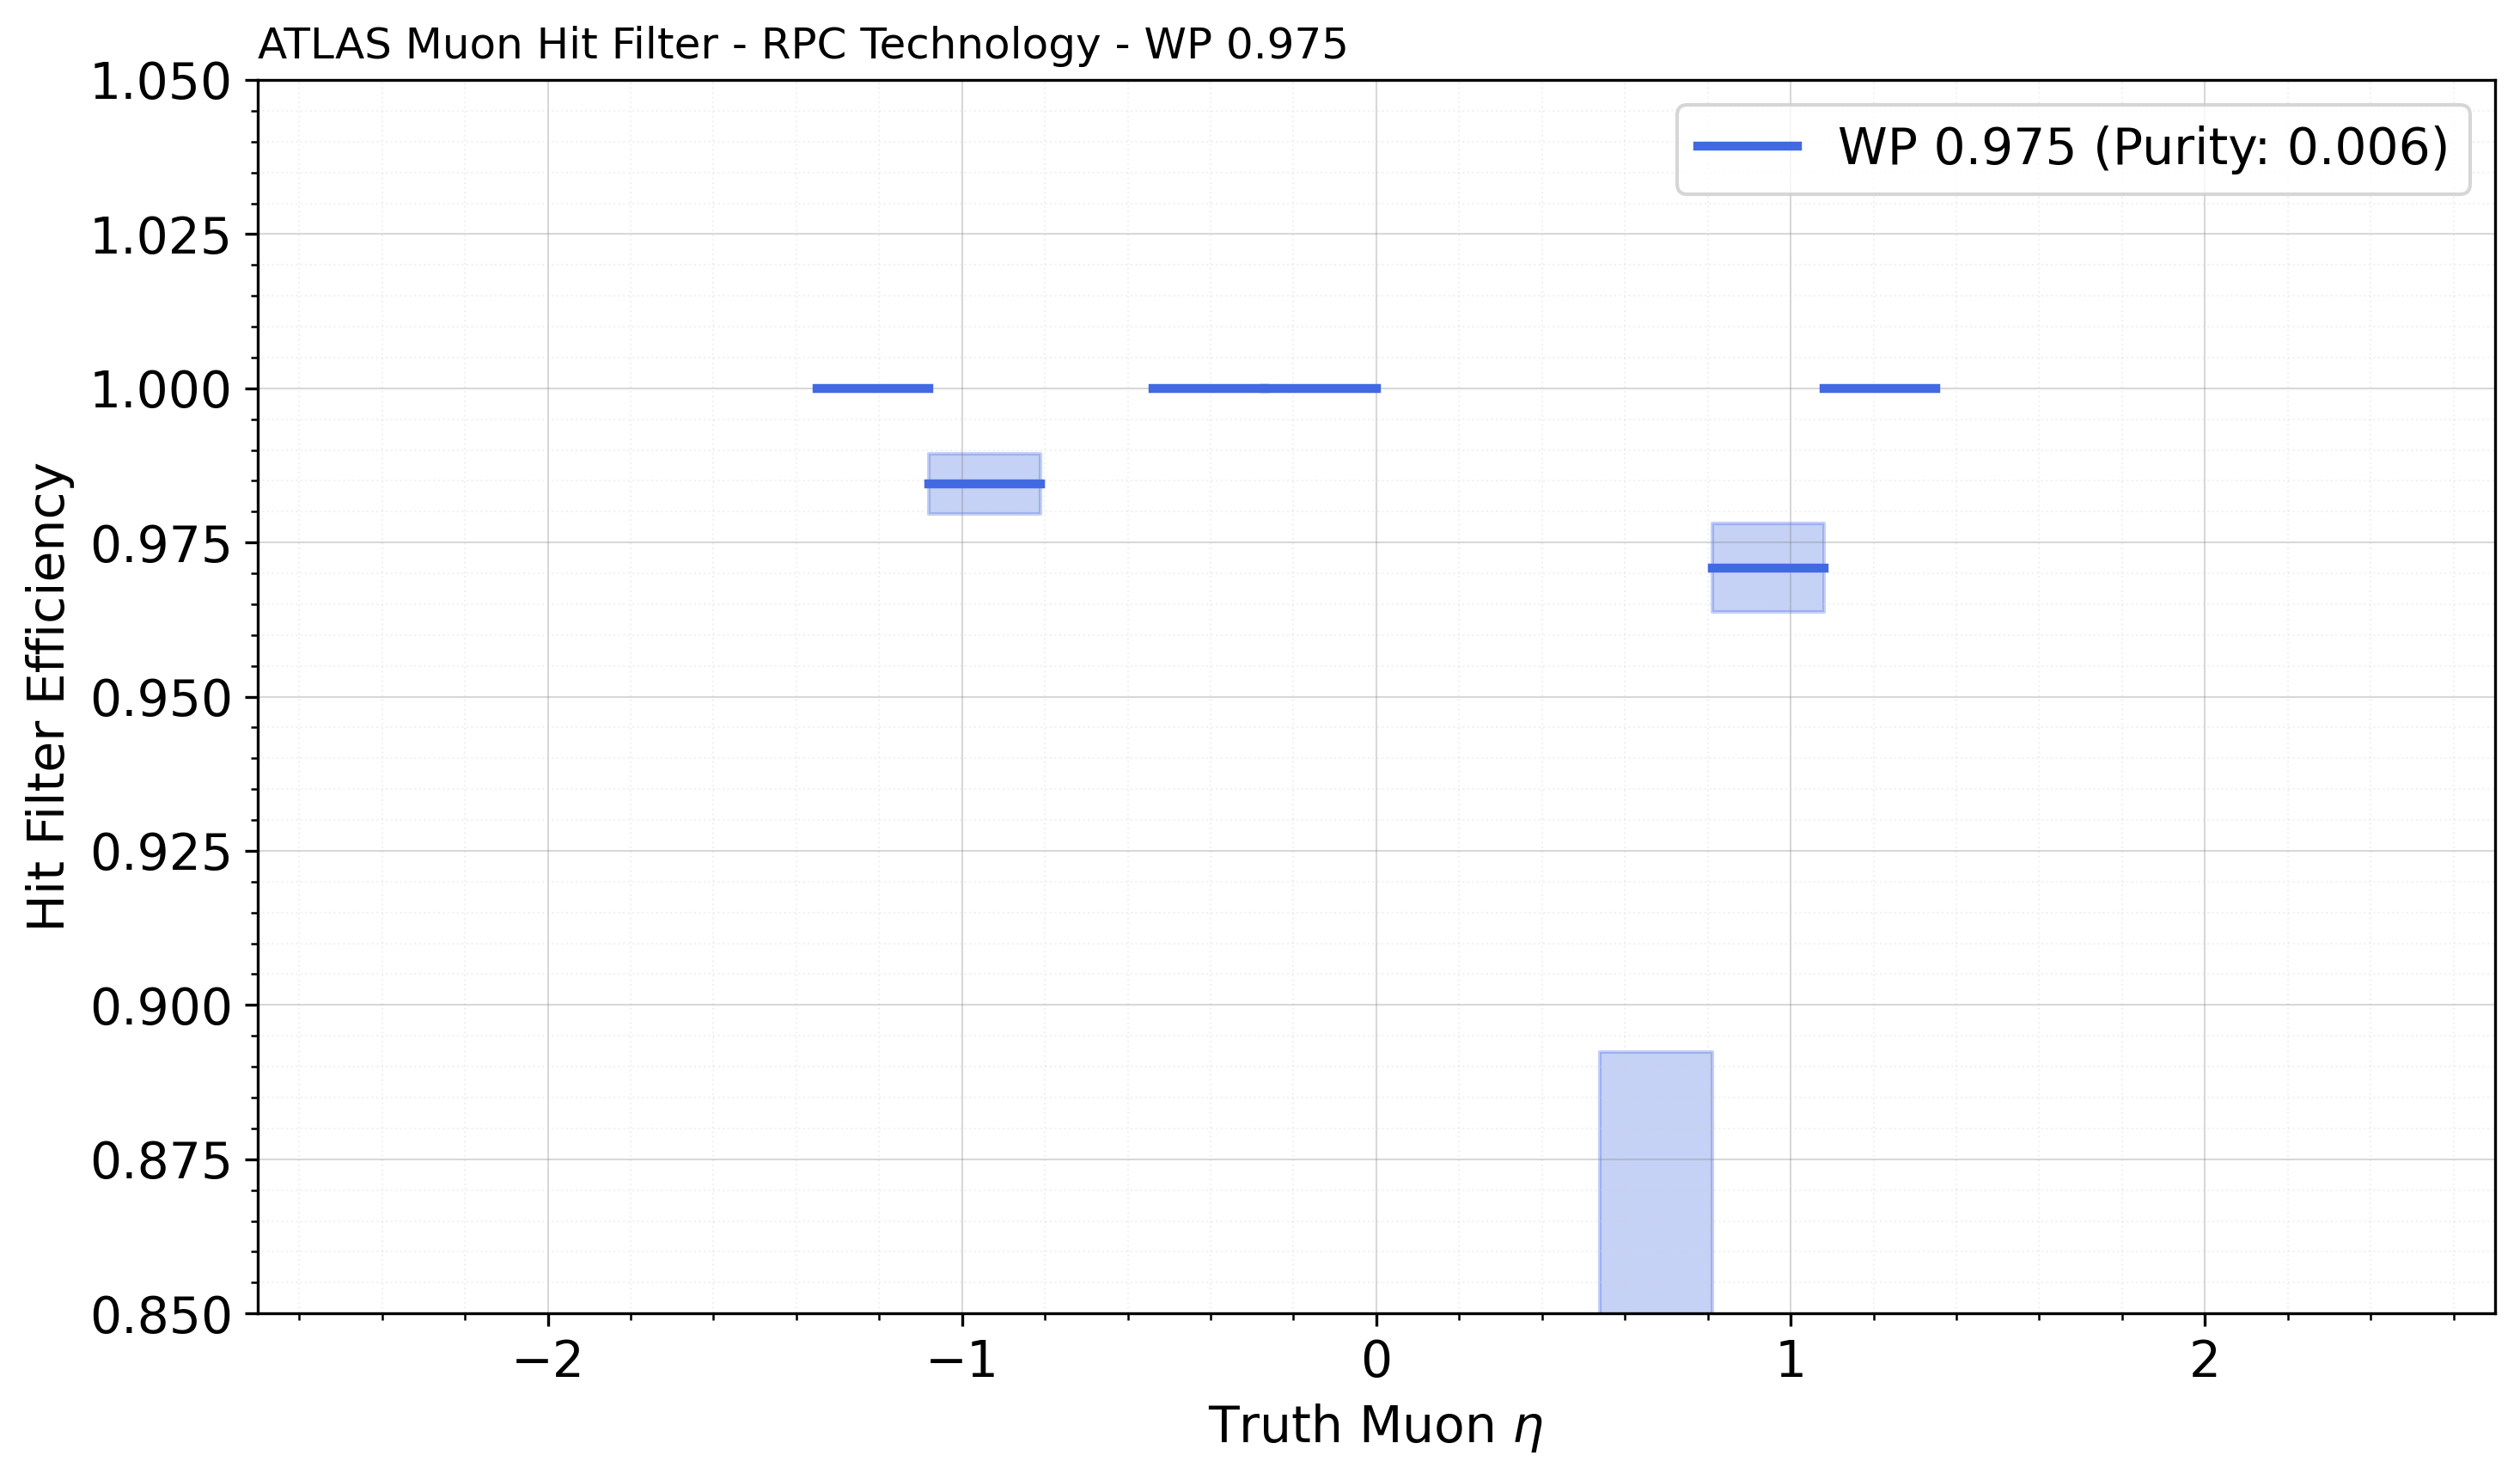 ATLAS Muon Hit Filter - RPC Technology - WP 0.975
1.050
1.025
1.000
0.975
0.950
0.925
0.900
0.875
0.850
Hit Filter Efficiency
WP 0.975 (Purity: 0.006)
−2 −1 0 1 2
Truth Muon η